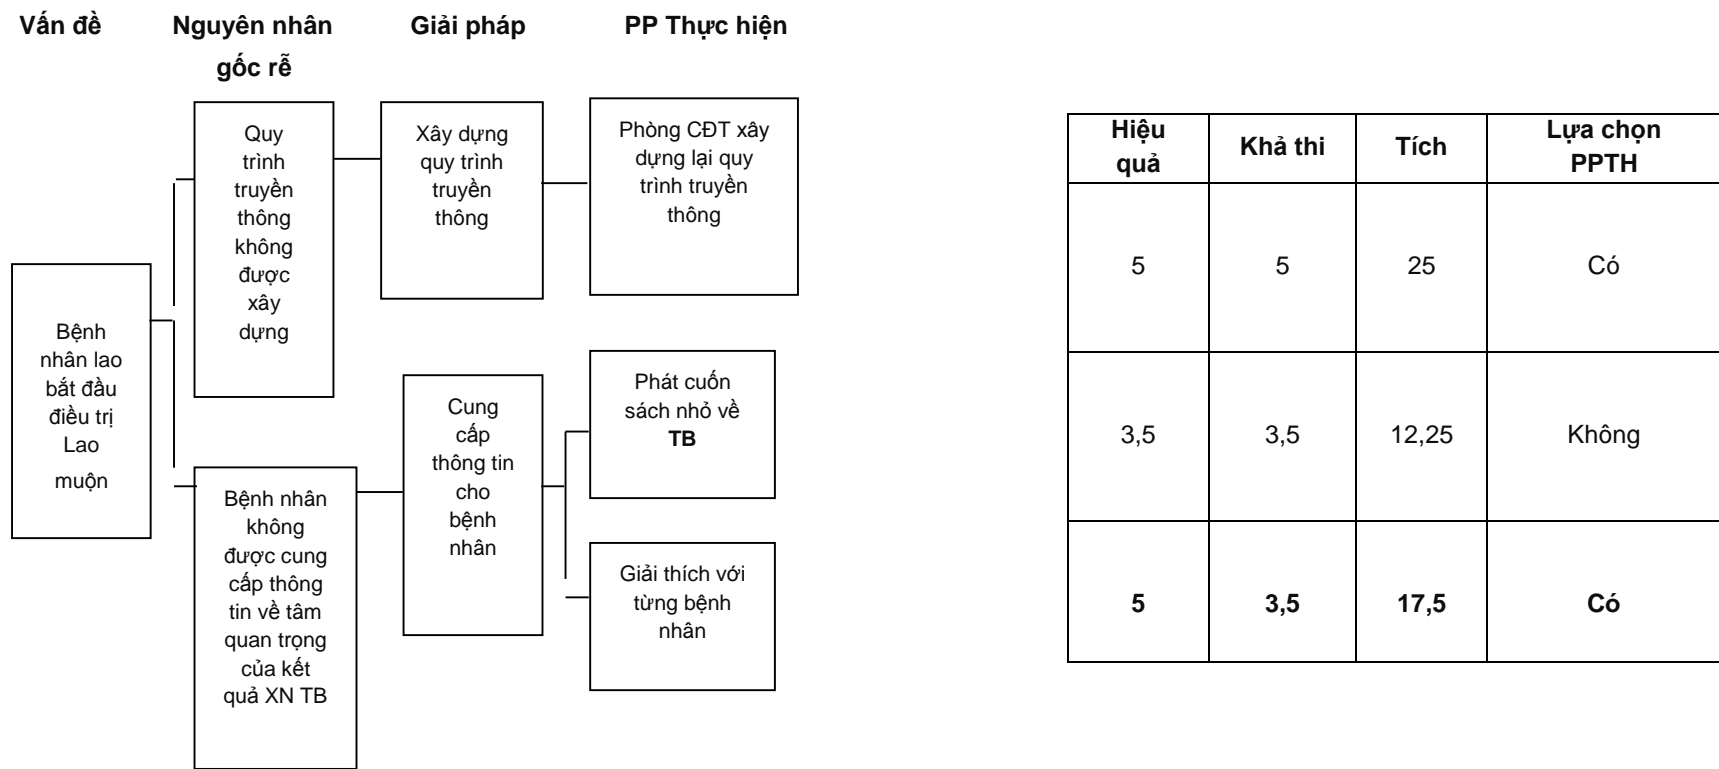 Vấn đề
Nguyên nhân
gốc rễ
Giải pháp
PP Thực hiện
Bệnh
nhân lao
bắt đầu
điều trị
Lao
muộn
Quy
trình
truyền
thông
không
được
xây
dựng
Xây dựng
quy trình
truyền
thông
Phòng CĐT xây
dựng lại quy
trình truyền
thông
Bệnh nhân
không
được cung
cấp thông
tin về tâm
quan trọng
của kết
quả XN TB
Cung
cấp
thông tin
cho
bệnh
nhân
Phát cuốn
sách nhỏ về
TB
Giải thích với
từng bệnh
nhân
Hiệu
quả
Khả thi
Tích
Lựa chọn
PPTH
5
5
25
Có
3,5
3,5
12,25
Không
5
3,5
17,5
Có